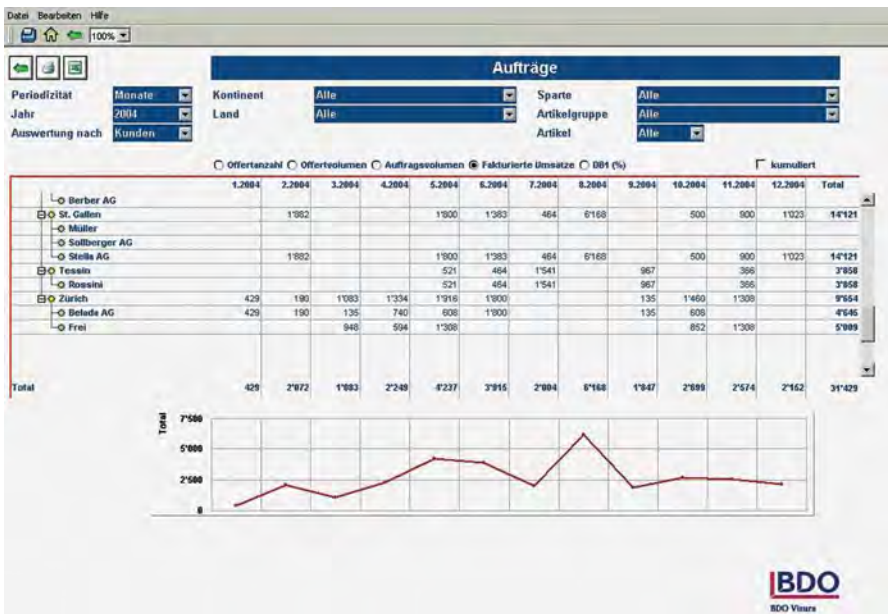 Datei Bearbeiten Hilfe
100%
Aufträge
Periodizität Monate Kontinent Alle Sparte Alle
Jahr 2004 Land Alle Artikelgruppe Alle
Auswertung nach Kunden Artikel Alle
Offertanzahl Offertvolumen Auftragsvolumen Fakturierte Umsätze DB1 (%) kumuliert
1.2004 2.2004 3.2004 4.2004 5.2004 6.2004 7.2004 8.2004 9.2004 10.2004 11.2004 12.2004 Total
Berber AG
St. Gallen 1'882 1'800 1'383 464 6'168 500 900 1'023 14'121
Müller
Sollberger AG
Stella AG 1'882 1'800 1'383 464 6'168 500 900 1'023 14'121
Tessin 521 464 1'541 967 366 3'858
Rossini 521 464 1'541 967 366 3'858
Zürich 429 190 1'083 1'334 1'916 1'800 135 1'460 1'308 9'654
Belada AG 429 190 135 740 608 1'800 135 608 4'646
Frei 948 594 1'308 852 1'308 5'009
Total 429 2'072 1'083 2'249 4'237 3'915 2'004 6'168 1'847 2'699 2'574 2'152 31'429
Total
7'500
5'000
2'500
0
BDO
BDO Visura